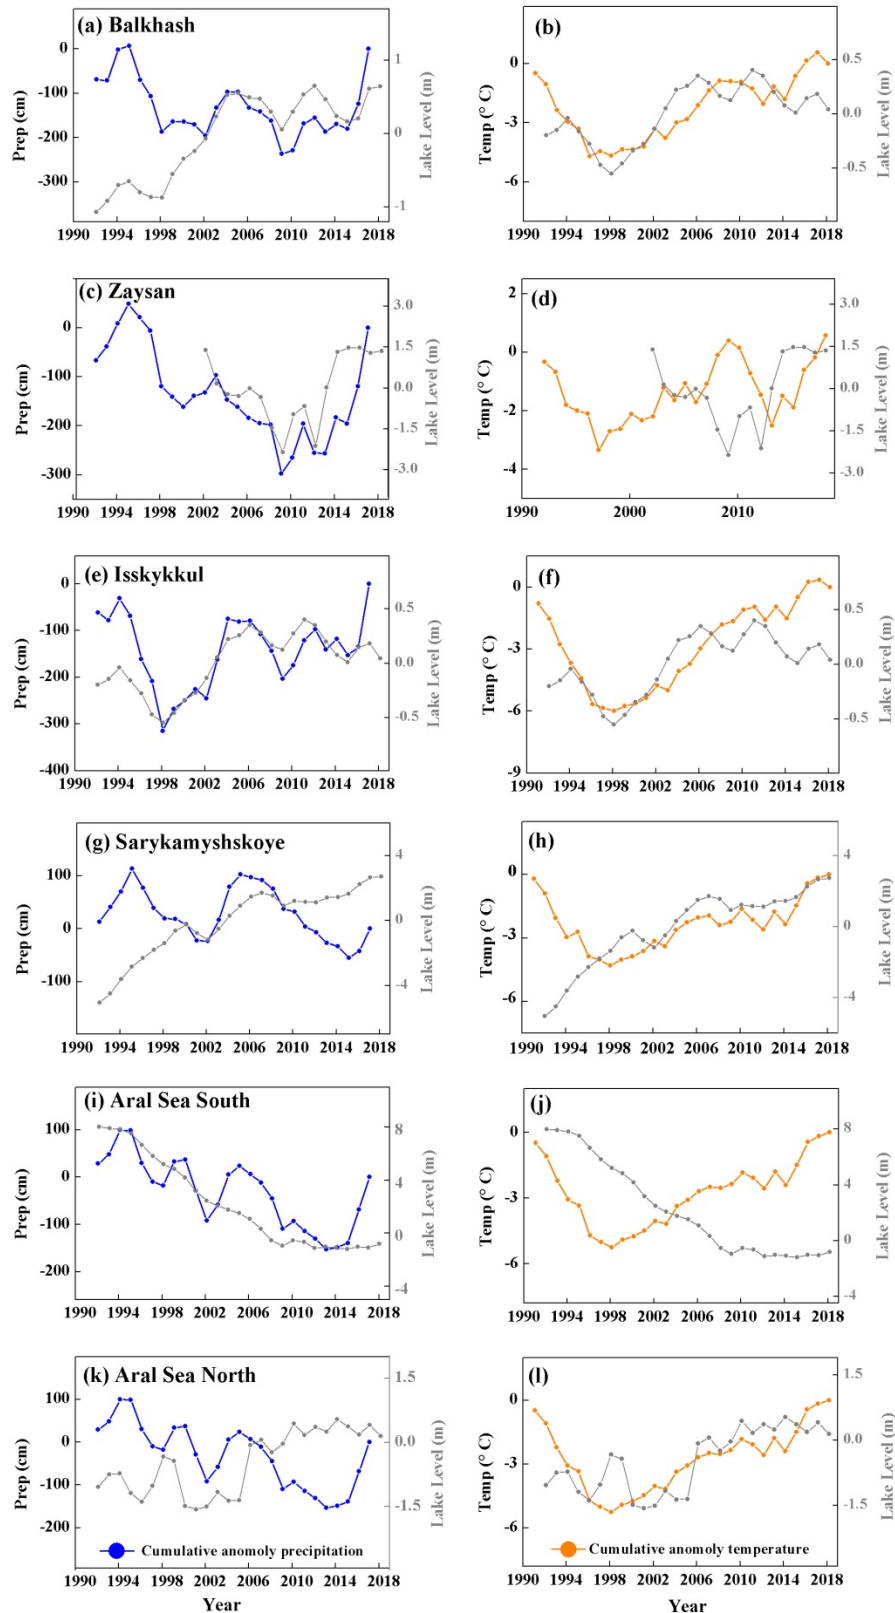 (a) Balkhash
Prep (cm)
0
-100
-200
-300
1
0
-1
Lake Level (m)
1990 1994 1998 2002 2006 2010 2014 2018
(b)
Temp (° C)
0
-3
-6
0.5
0.0
-0.5
Lake Level (m)
1990 1994 1998 2002 2006 2010 2014 2018
(c) Zaysan
Prep (cm)
0
-100
-200
-300
3.0
1.5
0.0
-1.5
-3.0
Lake Level (m)
1990 1994 1998 2002 2006 2010 2014 2018
(d)
Temp (° C)
2
0
-2
-4
3.0
1.5
0.0
-1.5
-3.0
Lake Level (m)
1990 2000 2010
(e) Isskykkul
Prep (cm)
0
-100
-200
-300
-400
0.5
0.0
-0.5
Lake Level (m)
1990 1994 1998 2002 2006 2010 2014 2018
(f)
Temp (° C)
0
-3
-6
-9
0.5
0.0
-0.5
Lake Level (m)
1990 1994 1998 2002 2006 2010 2014 2018
(g) Sarykamyshskoye
Prep (cm)
100
0
-100
4
0
-4
Lake Level (m)
1990 1994 1998 2002 2006 2010 2014 2018
(h)
Temp (° C)
0
-3
-6
4
0
-4
Lake Level (m)
1990 1994 1998 2002 2006 2010 2014 2018
(i) Aral Sea South
Prep (cm)
100
0
-100
-200
8
4
0
-4
Lake Level (m)
1990 1994 1998 2002 2006 2010 2014 2018
(j)
Temp (° C)
0
-3
-6
8
4
0
-4
Lake Level (m)
1990 1994 1998 2002 2006 2010 2014 2018
(k) Aral Sea North
Prep (cm)
100
0
-100
-200
1.5
0.0
-1.5
Lake Level (m)
Cumulative anomoly precipitation
1990 1994 1998 2002 2006 2010 2014 2018
Year
(l)
Temp (° C)
0
-3
-6
1.5
0.0
-1.5
Lake Level (m)
Cumulative anomoly temperature
1990 1994 1998 2002 2006 2010 2014 2018
Year